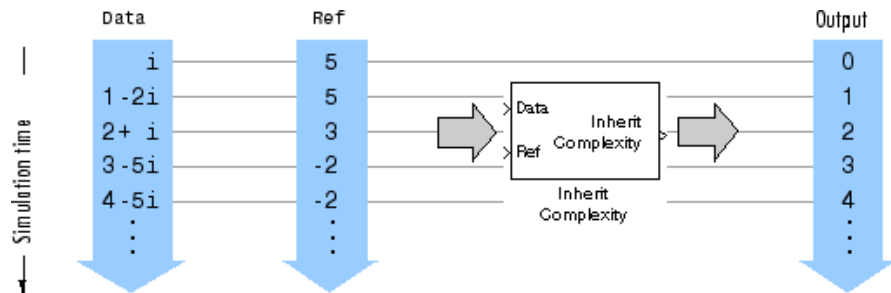 Data Ref Output
i 5 0
1-2i 5 1
2+ i 3 2
3-5i -2 3
4-5i -2 4
Simulation time
Data
Ref
Inherit
Complexity
Inherit
Complexity